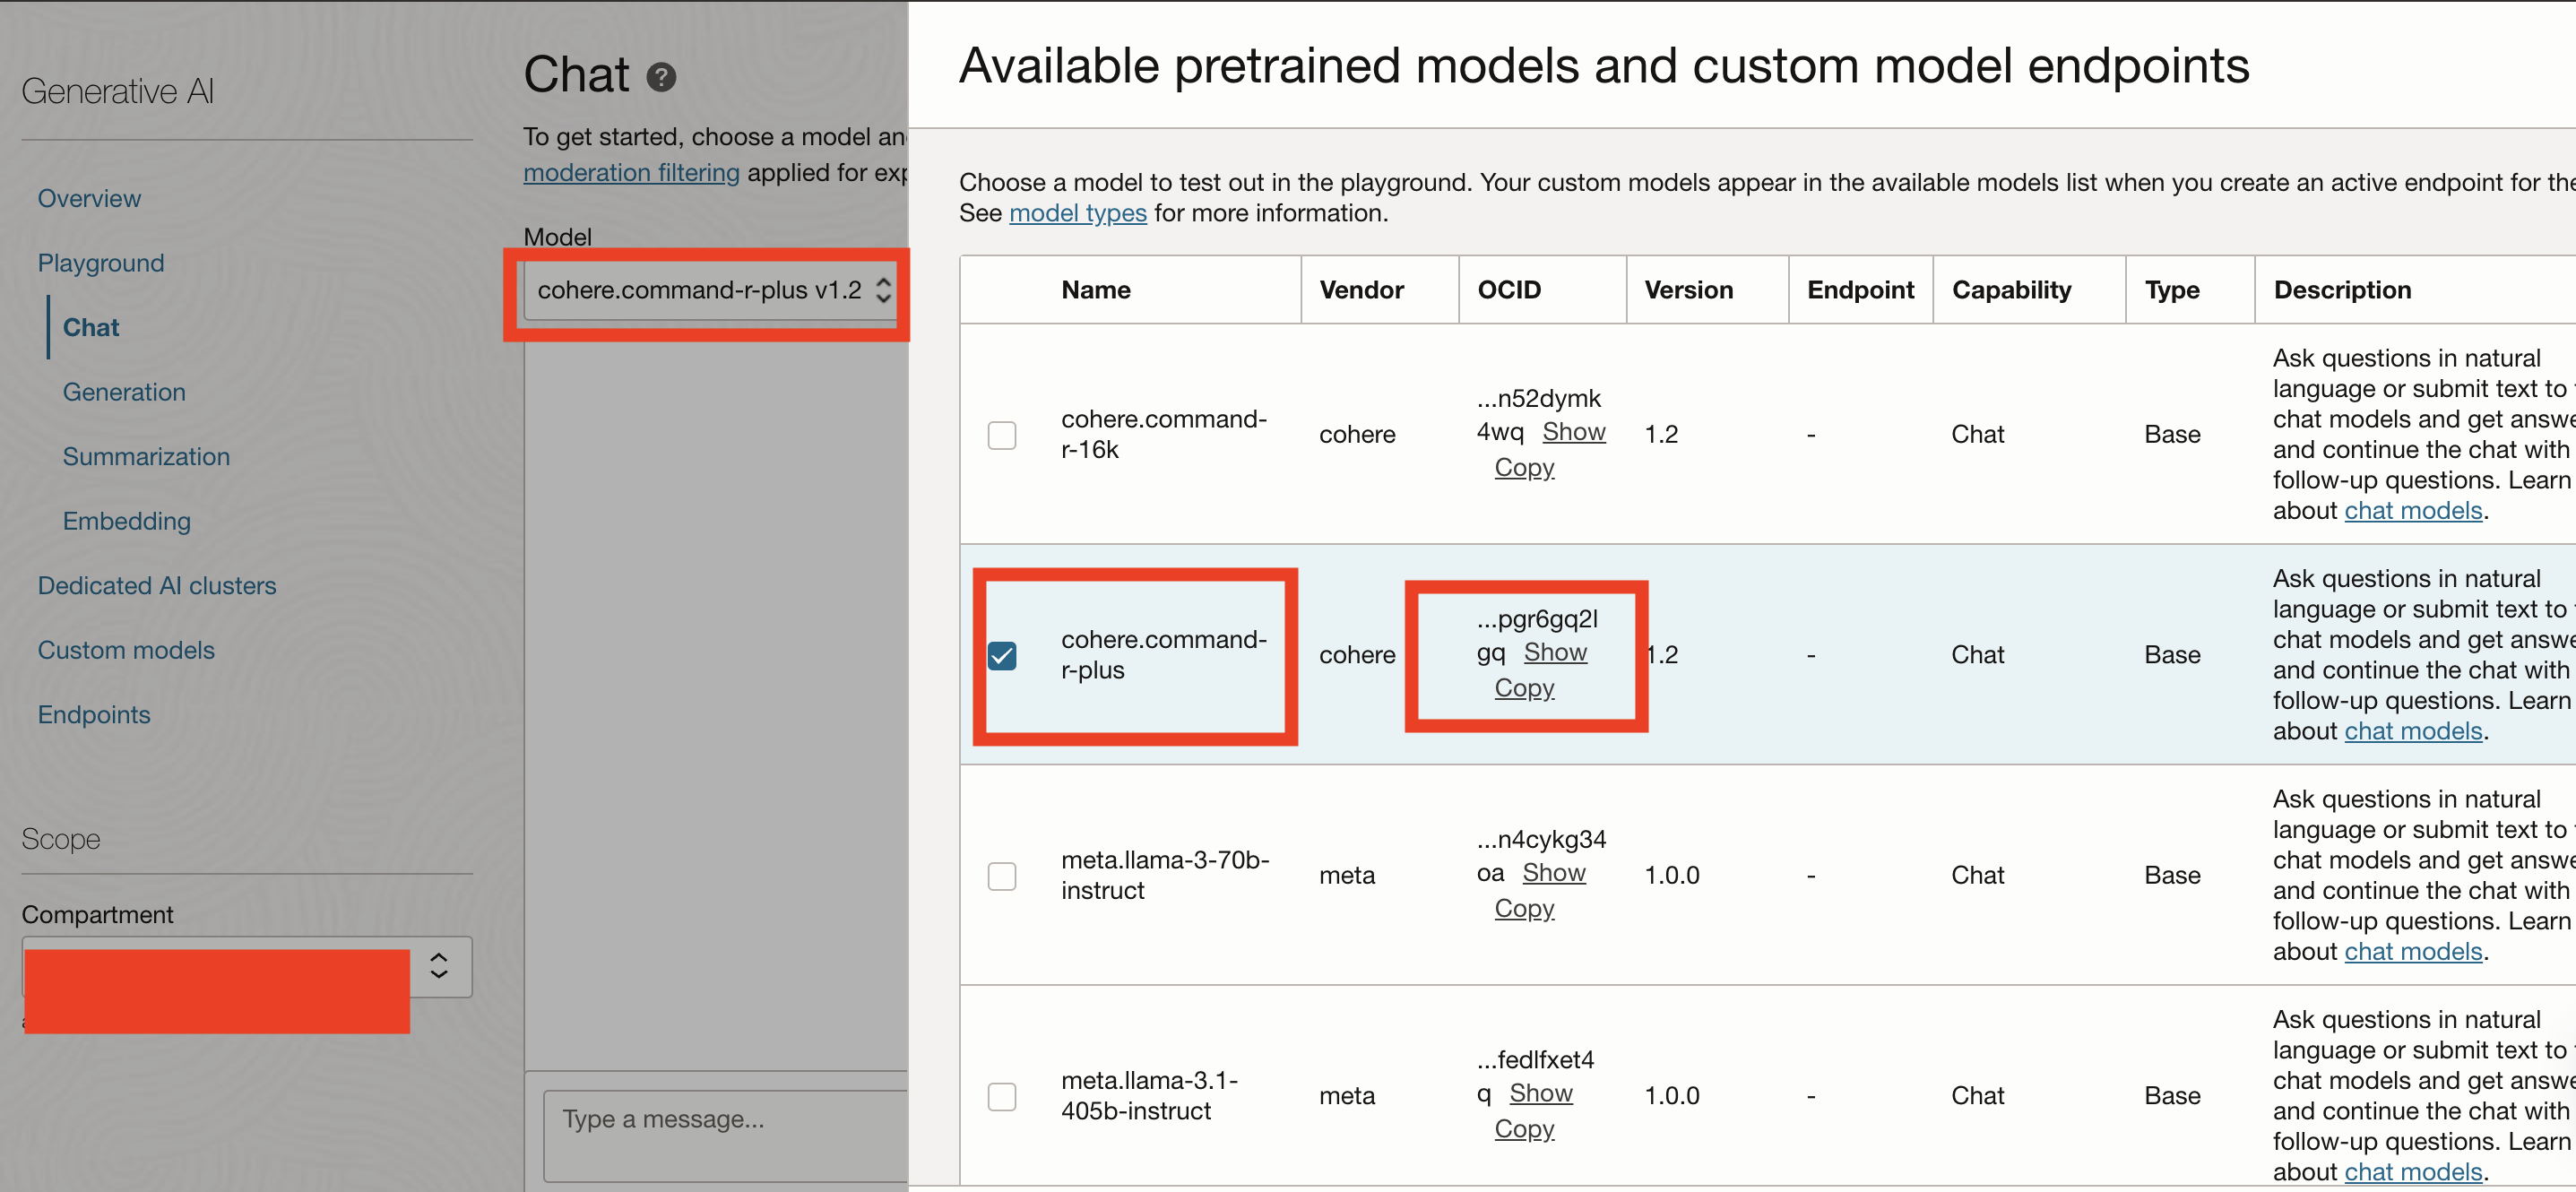 Generative AI
Overview
Playground
Chat
Generation
Summarization
Embedding
Dedicated AI clusters
Custom models
Endpoints
Scope
Compartment
Chat ?
To get started, choose a model
moderation filtering applied for
Model
cohere.command-r-plus v1.2
Type a message...
Available pretrained models and custom model endpoints
Choose a model to test out in the playground. Your custom models appear in the available models list when you create an active endpoint for
See model types for more information.
Name Vendor OCID Version Endpoint Capability Type Description
cohere.command-
r-16k
cohere
...n52dymk
4wq Show
Copy
1.2
-
Chat
Base
Ask questions in natural
language or submit text to
chat models and get
and continue the chat with
follow-up questions. Learn
about chat models.
cohere.command-
r-plus
cohere
...pgr6gq2l
gq Show
Copy
1.2
-
Chat
Base
Ask questions in natural
language or submit text to
chat models and get
and continue the chat with
follow-up questions. Learn
about chat models.
meta.llama-3-70b-
instruct
meta
...n4cykg34
oa Show
Copy
1.0.0
-
Chat
Base
Ask questions in natural
language or submit text to
chat models and get
and continue the chat with
follow-up questions. Learn
about chat models.
meta.llama-3.1-
405b-instruct
meta
...fedlfxet4
q Show
Copy
1.0.0
-
Chat
Base
Ask questions in natural
language or submit text to
chat models and get
and continue the chat with
follow-up questions. Learn
about chat models.